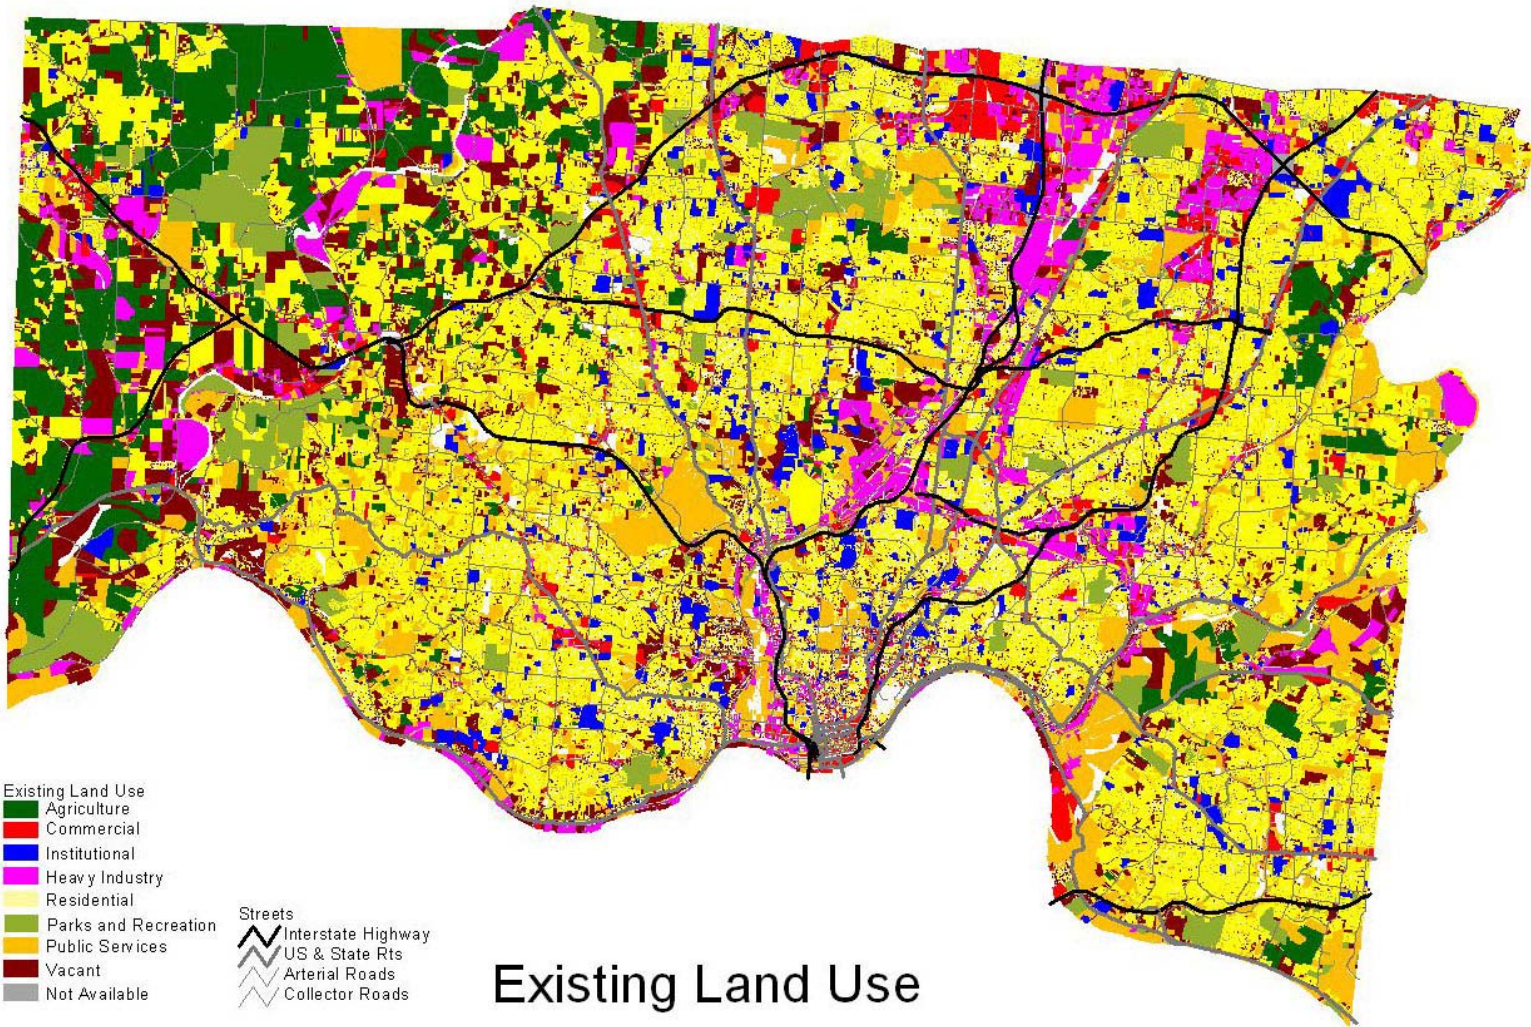 Existing Land Use
Agriculture
Commercial
Institutional
Heavy Industry
Residential
Parks and Recreation
Public Services
Vacant
Not Available
Streets
Interstate Highway
US & State Rts
Arterial Roads
Collector Roads
Existing Land Use